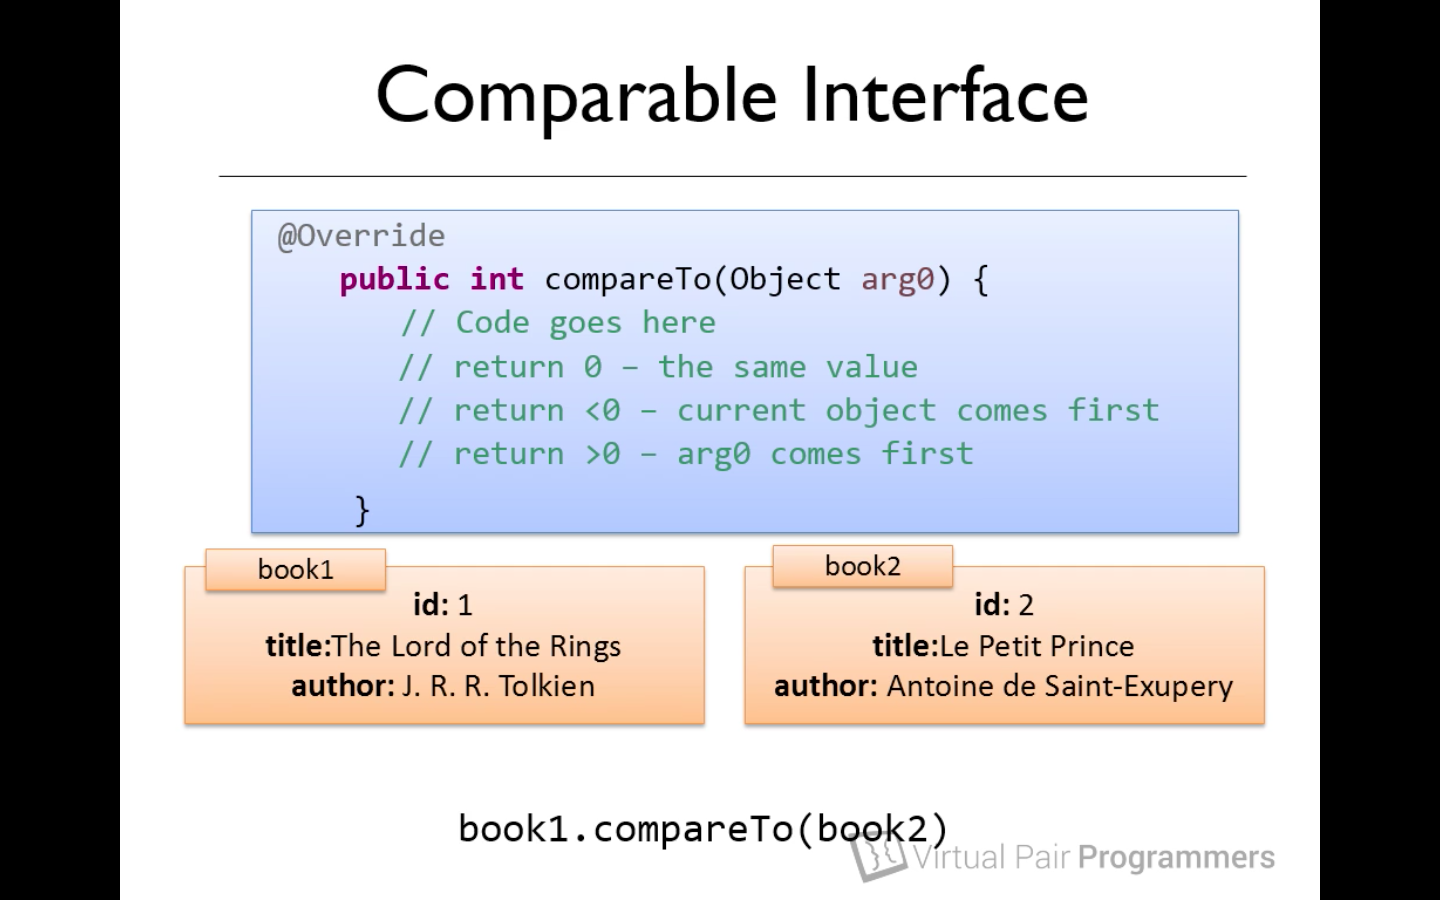 Comparable Interface
@Override
public int compareTo(Object arg0) {
// Code goes here
// return 0 – the same value
// return <0 – current object comes first
// return >0 – arg0 comes first
}
book1
id: 1
title:The Lord of the Rings
author: J. R. R. Tolkien
book2
id: 2
title:Le Petit Prince
author: Antoine de Saint-Exupery
book1.compareTo(book2)
Virtual Pair Programmers